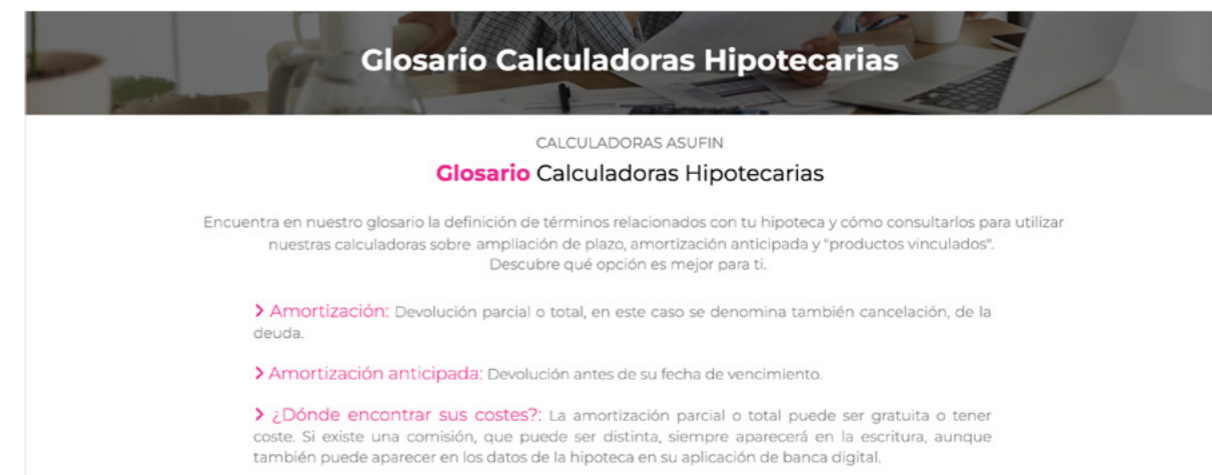 Glosario Calculadoras Hipotecarias
CALCULADORAS ASUFIN
Glosario Calculadoras Hipotecarias
Encuentra en nuestro glosario la definición de términos relacionados con tu hipoteca y cómo consultarlos para utilizar
nuestras calculadoras sobre ampliación de plazo, amortización anticipada y "productos vinculados".
Descubre qué opción es mejor para ti.
> Amortización: Devolución parcial o total, en este caso se denomina también cancelación, de la
deuda.
> Amortización anticipada: Devolución antes de su fecha de vencimiento.
> ¿Dónde encontrar sus costes?: La amortización parcial o total puede ser gratuita o tener
coste. Si existe una comisión, que puede ser distinta, siempre aparecerá en la escritura, aunque
también puede aparecer en los datos de la hipoteca en su aplicación de banca digital.